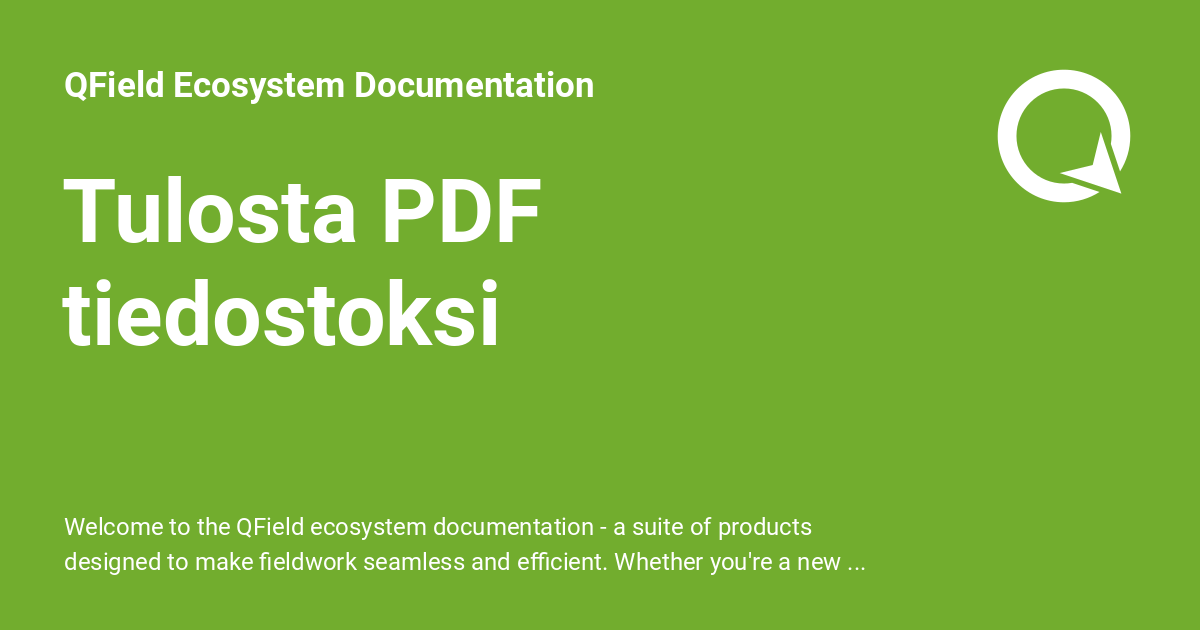 QField Ecosystem Documentation
Tulosta PDF
tiedostoksi
Welcome to the QField ecosystem documentation - a suite of products
designed to make fieldwork seamless and efficient. Whether you're a new ...